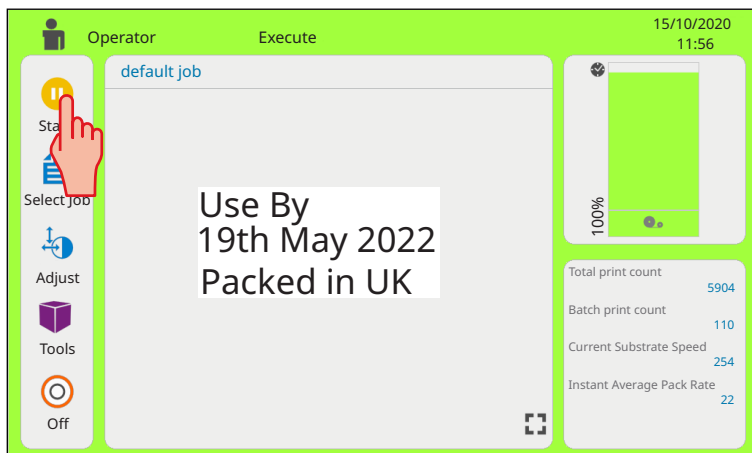 Operator
Execute
15/10/2020
11:56
Select Job
Adjust
Tools
Off
default job
Use By
19th May 2022
Packed in UK
100%
Total print count
5904
Batch print count
110
Current Substrate Speed
254
Instant Average Pack Rate
22